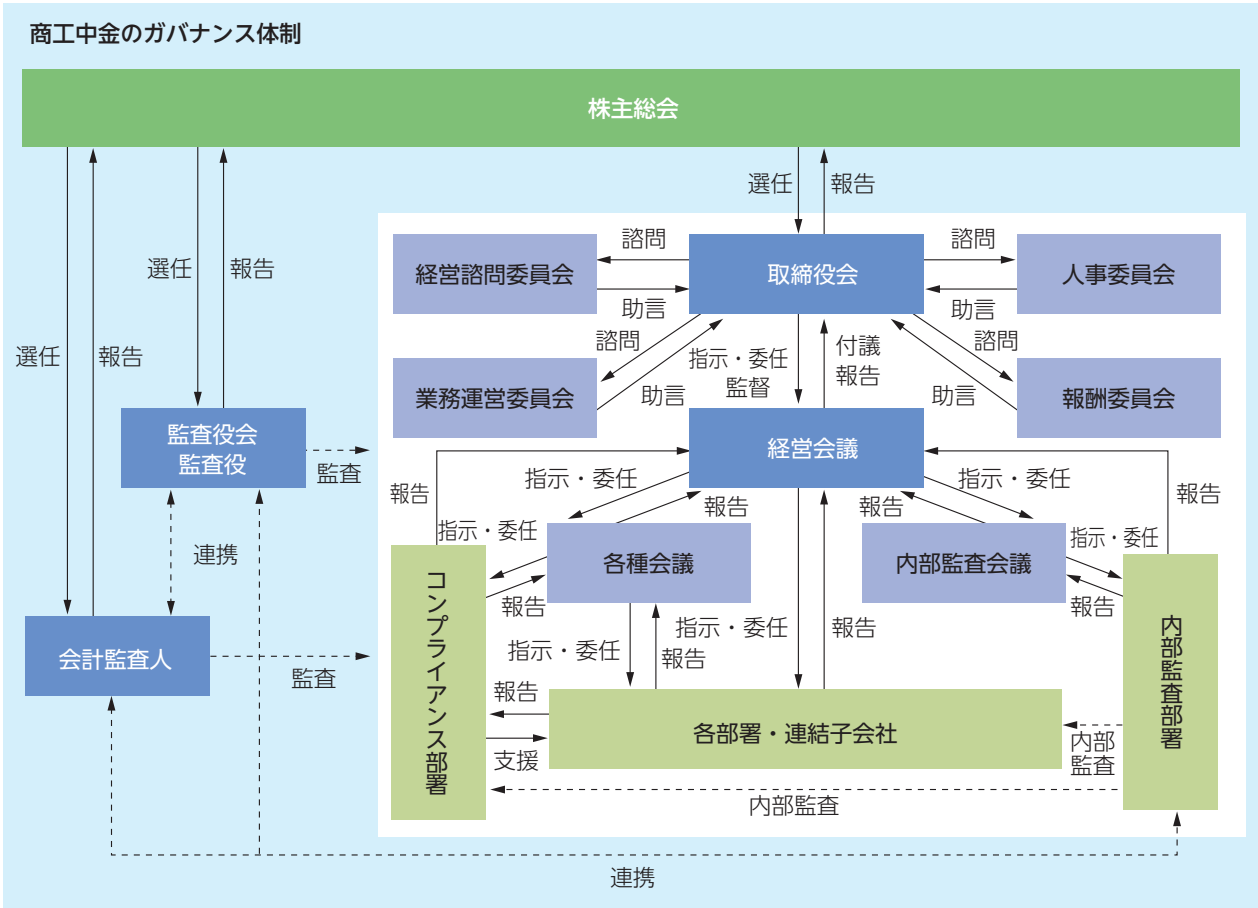 商工中金のガバナンス体制
株主総会
選任
報告
選任
報告
選任
報告
経営諮問委員会
諮問
助言
取締役会
諮問
助言
人事委員会
業務運営委員会
諮問
助言
指示・委任
監督
付議
報告
諮問
助言
報酬委員会
監査役会
監査役
監査
経営会議
報告
指示・委任
報告
指示・委任
報告
報告
連携
指示・委任
報告
各種会議
内部監査会議
指示・委任
報告
コンプライアンス部署
内部監査部署
会計監査人
監査
指示・委任
報告
指示・委任
報告
報告
支援
各部署・連結子会社
内部
監査
内部監査
連携